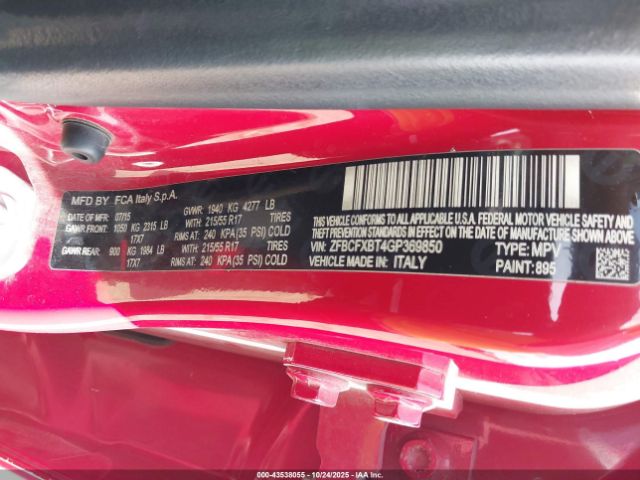 MFD BY FCA Italy S.p.A.
DATE OF MFR: 07/15 GVWR: 1940 KG 4277 LB
GAWR FRONT: 1050 KG 2315 LB WITH 215/55 R17 TIRES
17X7 RIMS AT 240 KPA(35 PSI) COLD
GAWR REAR: 900 KG 1984 LB WITH 215/55 R17 TIRES
17X7 RIMS AT 240 KPA(35 PSI) COLD
THIS VEHICLE CONFORMS TO ALL APPLICABLE
U.S.A. FEDERAL MOTOR VEHICLE SAFETY,
BUMPER, AND THEFT PREVENTION STANDARDS
IN EFFECT ON THE DATE OF MANUFACTURE
SHOWN ABOVE.
VIN: ZFBCFXBT4GP369850 TYPE: MPV
VEHICLE MADE IN: ITALY PAINT: 895
000-43538055 - 10/24/2025 - IAAI.com